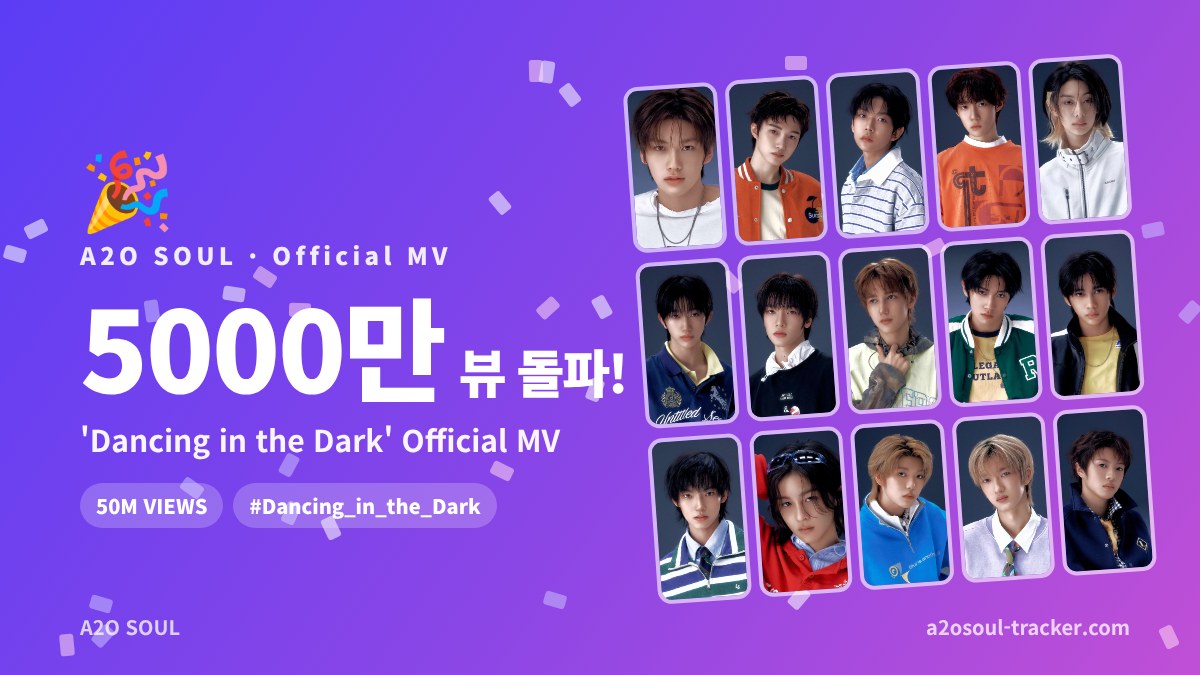 A2O SOUL · Official MV
5000만 뷰 돌파!
'Dancing in the Dark' Official MV
50M VIEWS
#Dancing_in_the_Dark
A2O SOUL
a2osoul-tracker.com